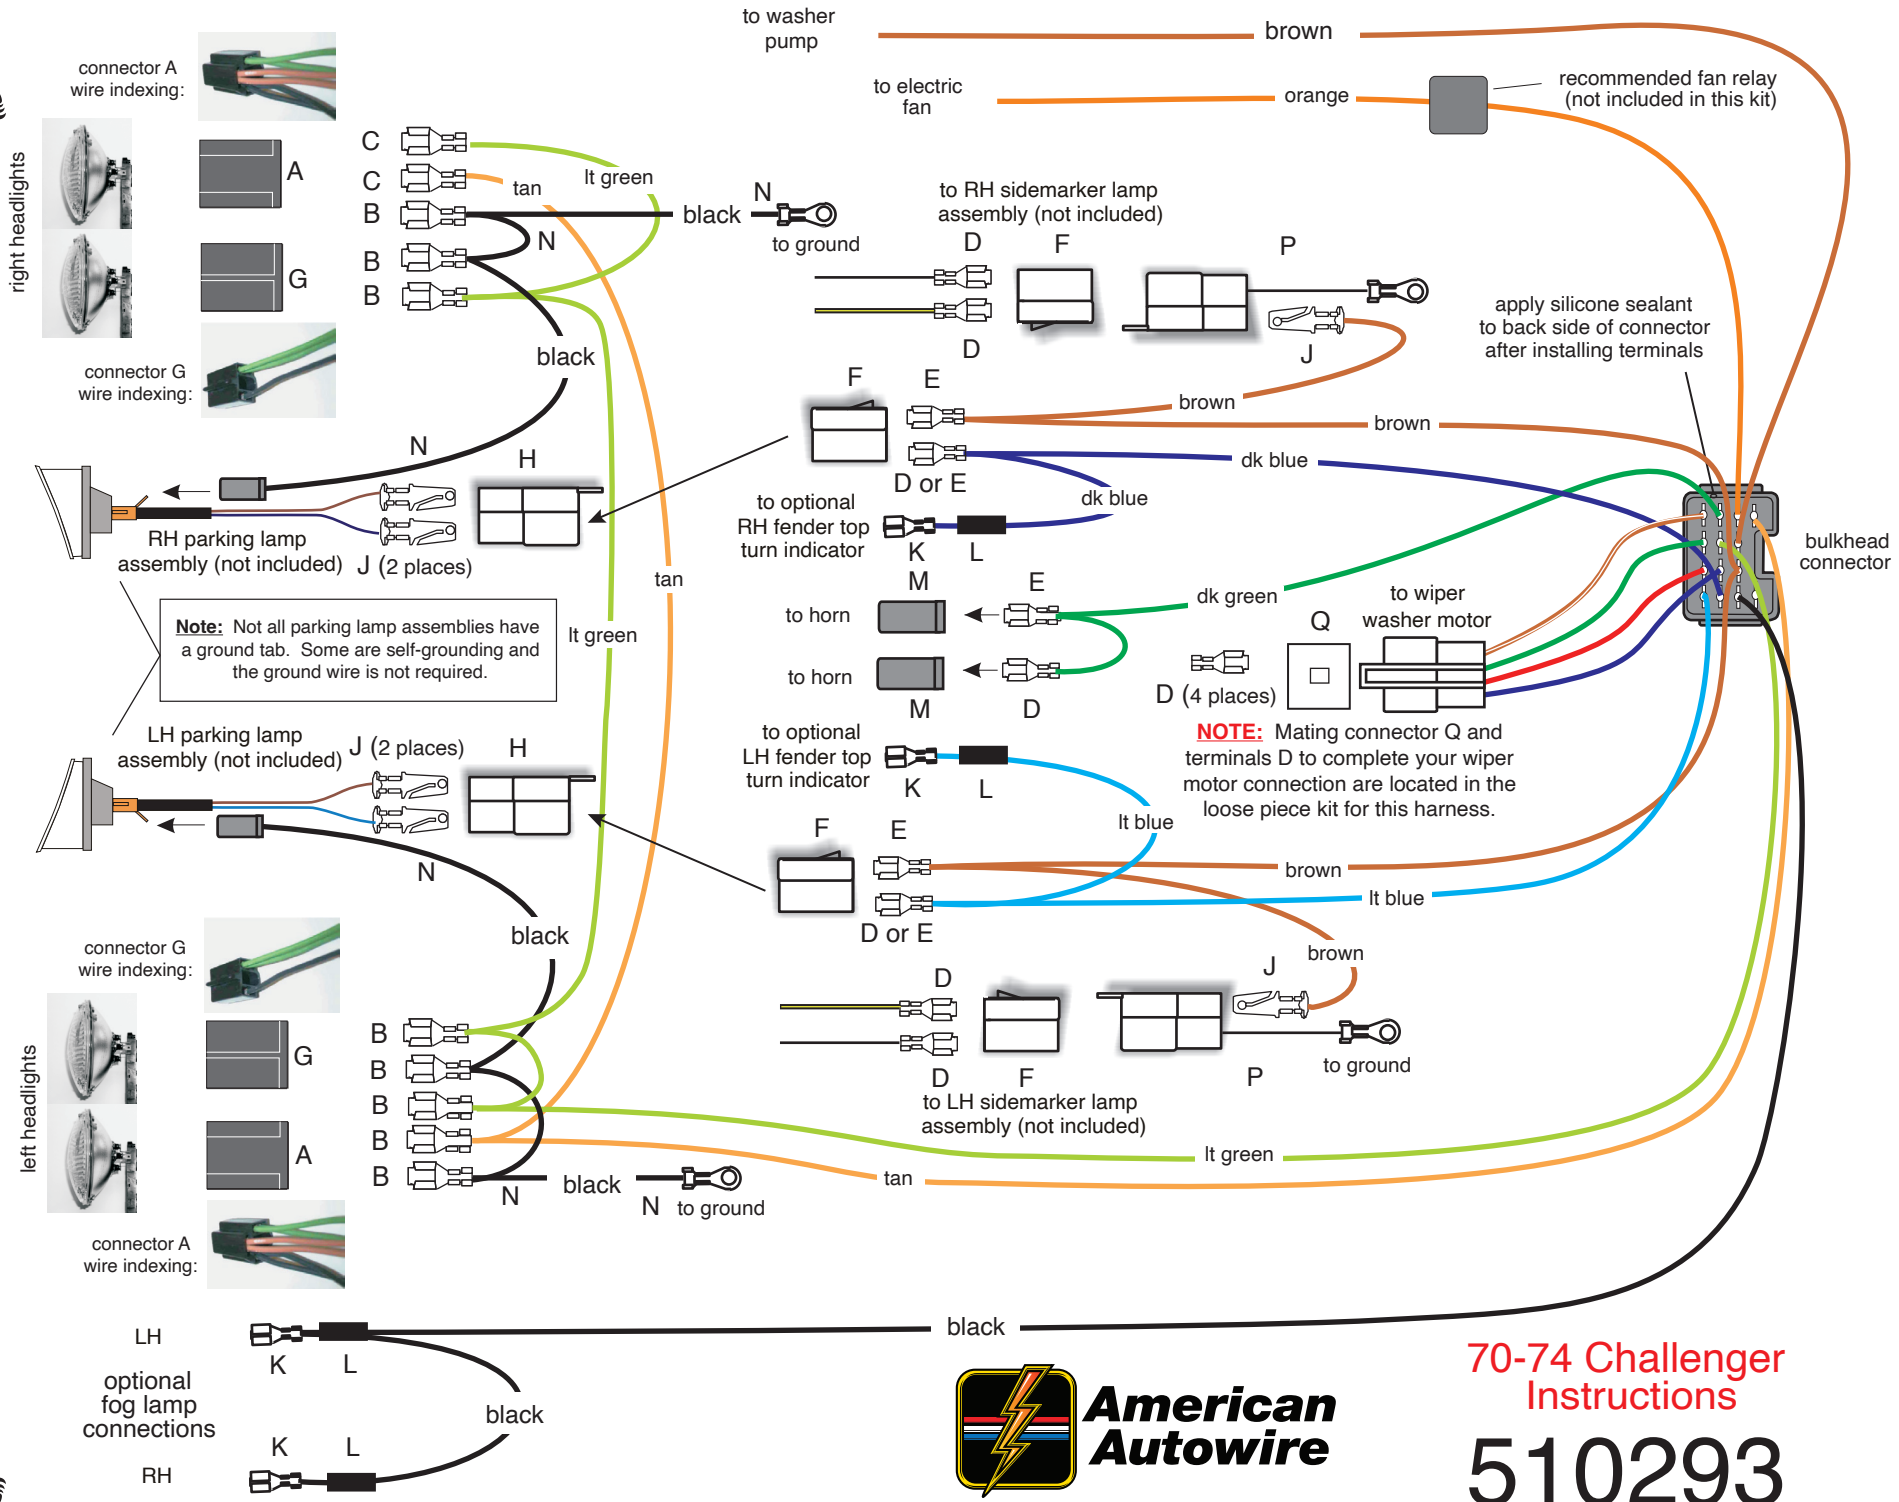 to washer
pump
brown
to electric
fan
orange
recommended fan relay
(not included in this kit)
connector A
wire indexing:
right headlights
A
G
C
C
B
B
B
lt green
tan
N
black
N
to ground
black
connector G
wire indexing:
to RH sidemarker lamp
assembly (not included)
D
F
P
D
J
apply silicone sealant
to back side of connector
after installing terminals
F
E
brown
brown
D or E
dk blue
dk blue
to optional
RH fender top
turn indicator
K
L
N
H
RH parking lamp
assembly (not included)
J (2 places)
tan
lt green
Note: Not all parking lamp assemblies have
a ground tab. Some are self-grounding and
the ground wire is not required.
M
E
to horn
dk green
to horn
M
D
bulkhead
connector
to wiper
washer motor
Q
D (4 places)
NOTE: Mating connector Q and
terminals D to complete your wiper
motor connection are located in the
loose piece kit for this harness.
LH parking lamp
assembly (not included)
J (2 places)
H
N
to optional
LH fender top
turn indicator
K
L
lt blue
F
E
brown
lt blue
D or E
brown
black
connector G
wire indexing:
left headlights
G
A
B
B
B
B
B
D
D
F
J
P
to ground
to LH sidemarker lamp
assembly (not included)
lt green
tan
N
black
N
to ground
connector A
wire indexing:
LH
K
L
black
optional
fog lamp
connections
black
K
L
RH
American
Autowire
70-74 Challenger
Instructions
510293